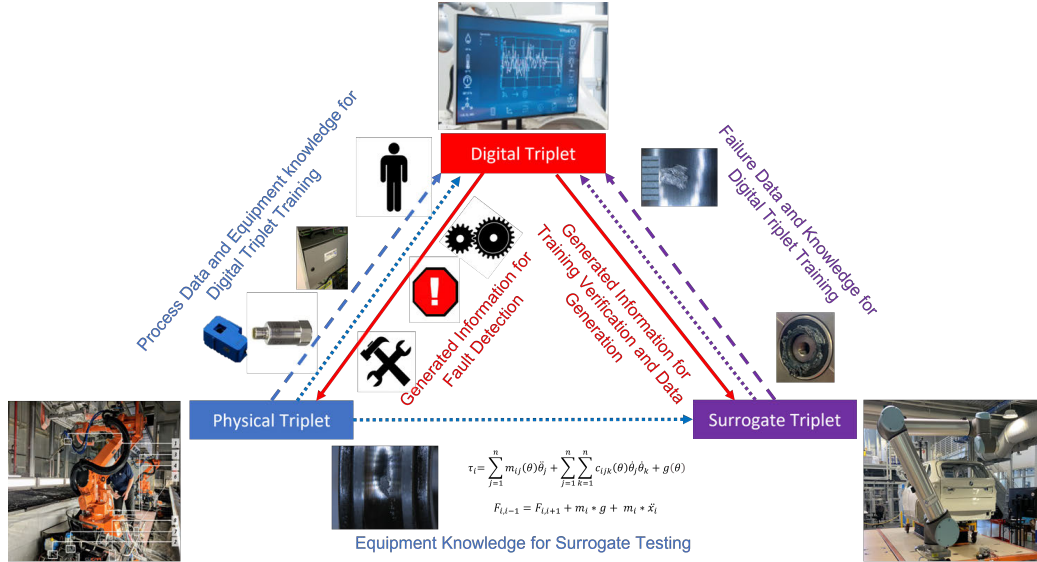 Digital Triplet
Process Data and Equipment knowledge for
Digital Triplet Training
Failure Data and Knowledge for
Digital Triplet Training
Generated Information for
Fault Detection
Generated Information for
Training Verification and Data
Generation
Physical Triplet
Surrogate Triplet
τᵢ= ∑ⱼ₌₁ⁿ mᵢⱼ(θ)θ̈ⱼ + ∑ⱼ₌₁ⁿ ∑ₖ₌₁ⁿ cᵢⱼₖ(θ)θ̇ⱼθ̇ₖ + g(θ)
Fᵢ,ᵢ₋₁ = Fᵢ,ᵢ₊₁ + mᵢ ∗ g + mᵢ ∗ ẍᵢ
Equipment Knowledge for Surrogate Testing